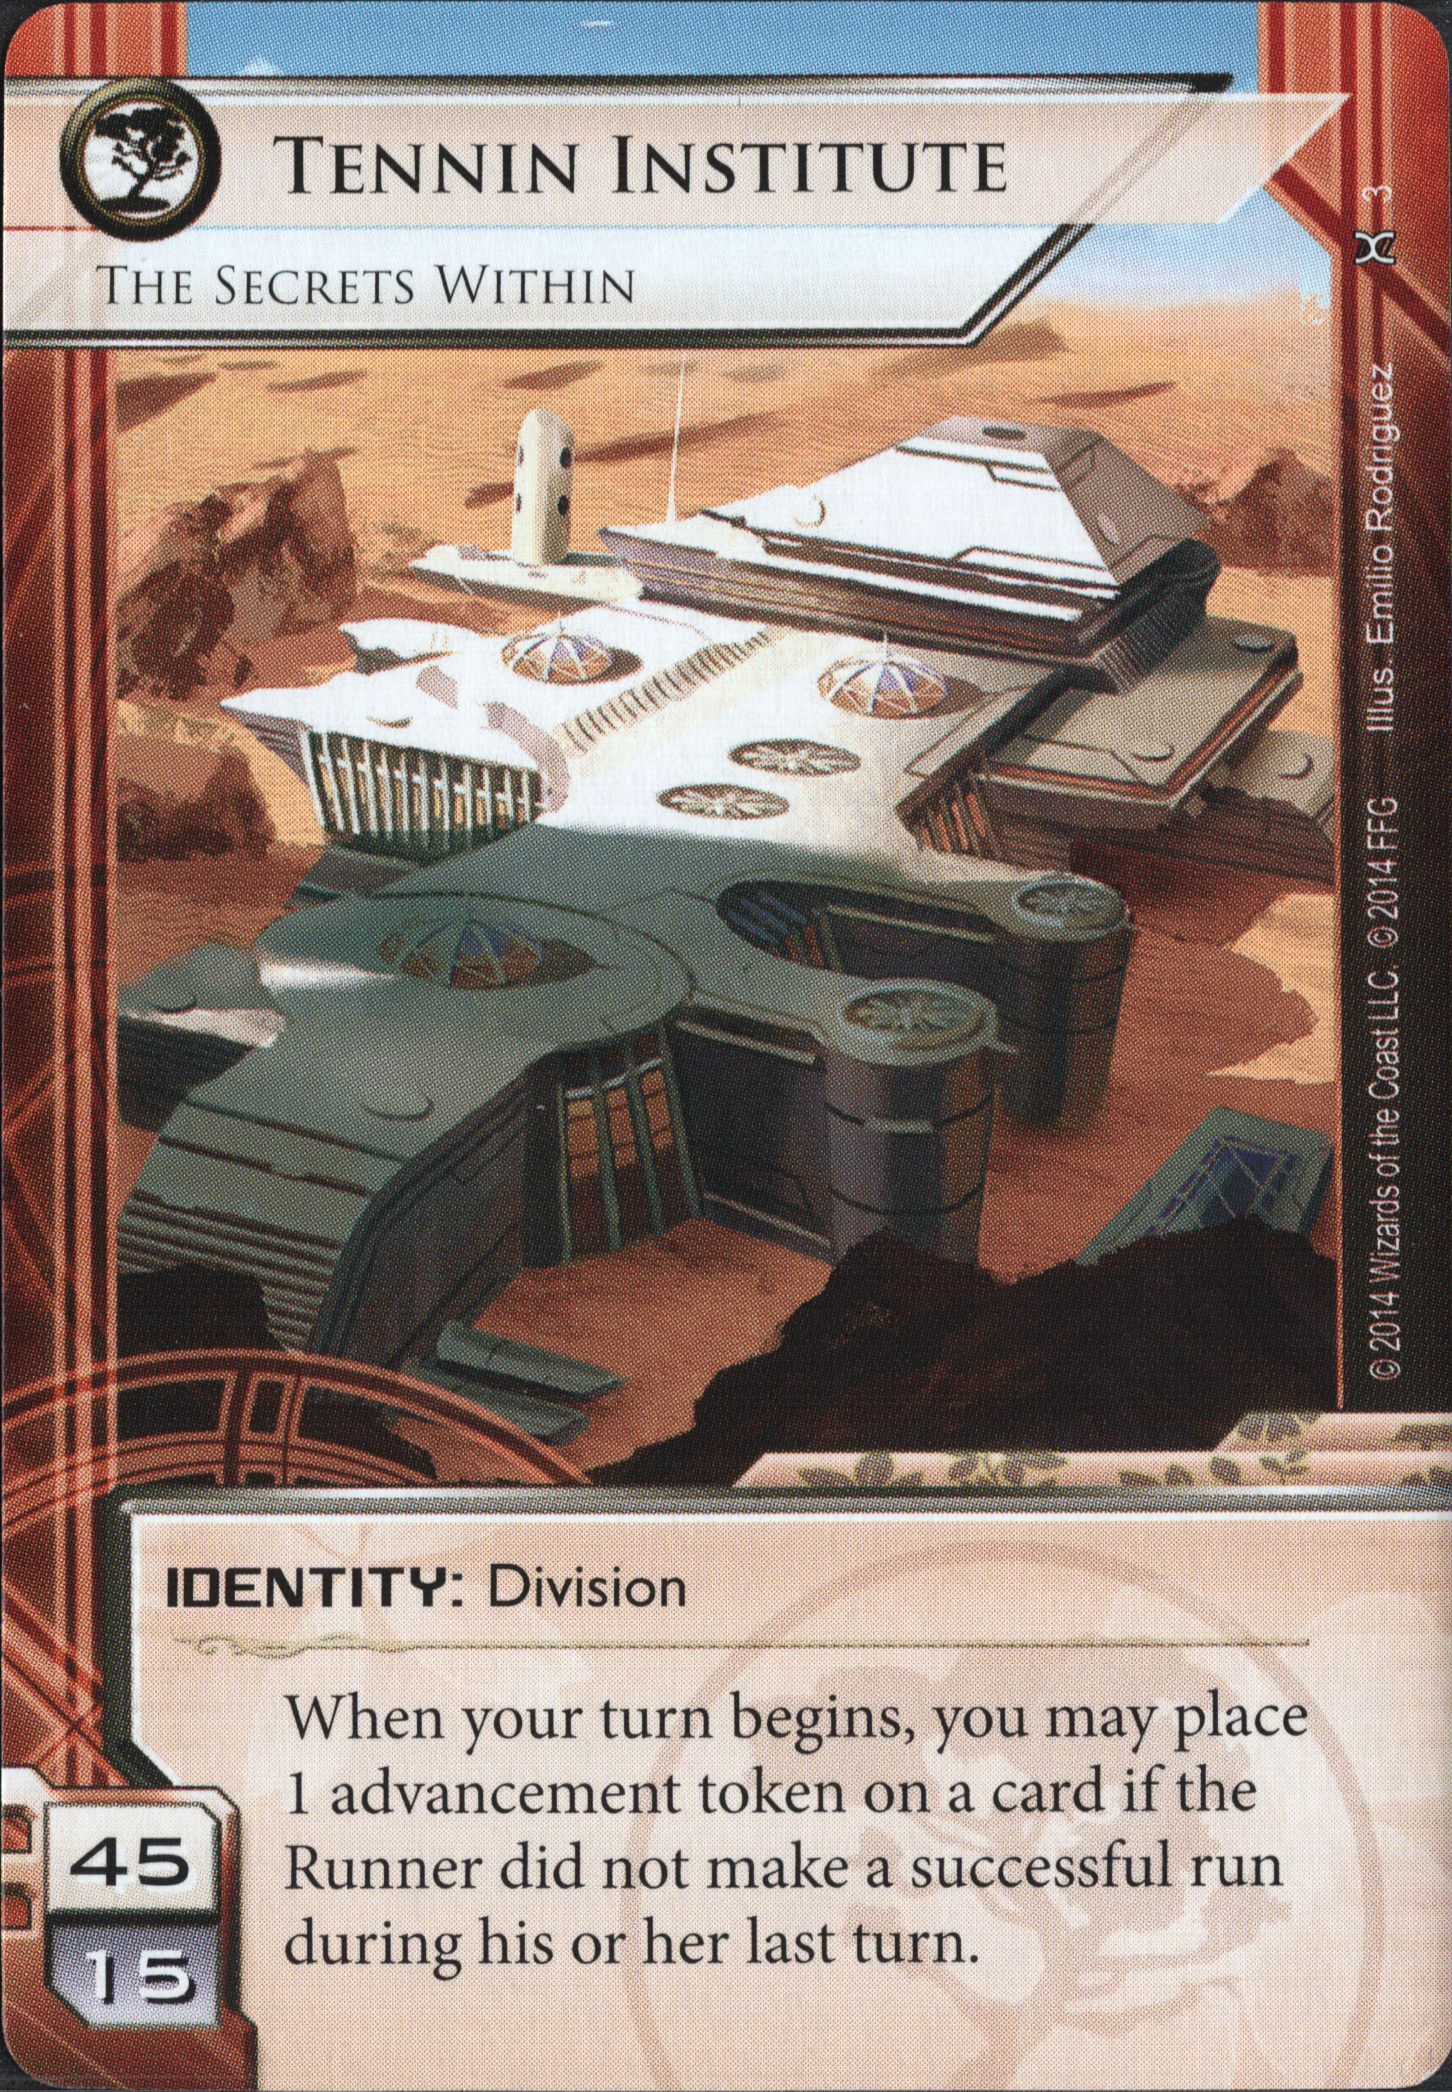 TENNIN INSTITUTE
THE SECRETS WITHIN
3
Illus. Emilio Rodriguez
© 2014 Wizards of the Coast LLC. © 2014 FFG
IDENTITY: Division
When your turn begins, you may place
1 advancement token on a card if the
Runner did not make a successful run
during his or her last turn.
45
15